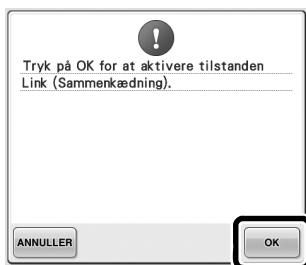 Tryk på OK for at aktivere tilstanden
Link (Sammenkædning).
ANNULLER
OK